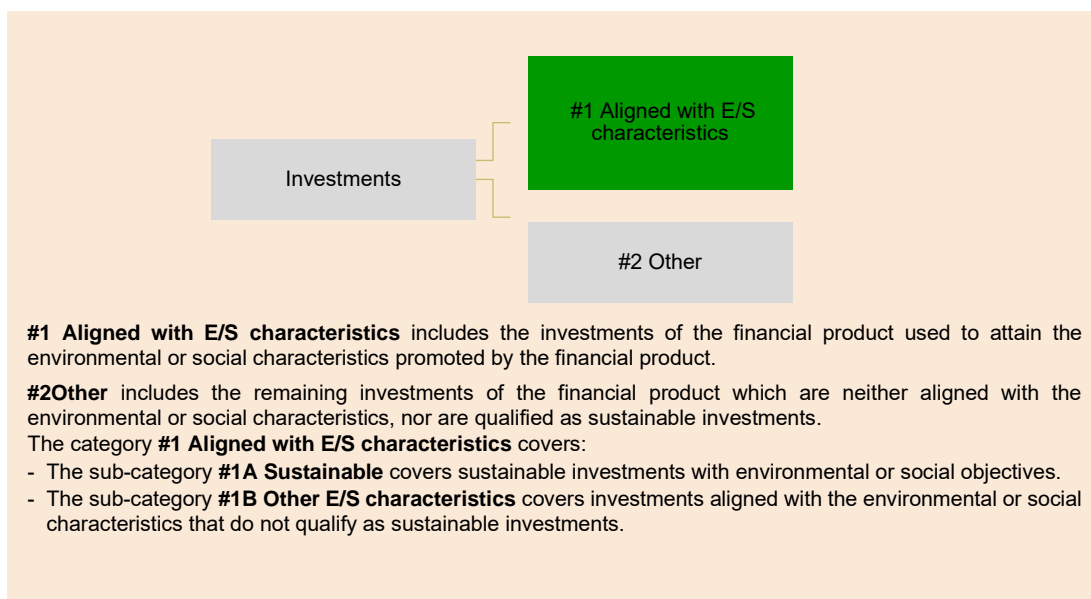 #1 Aligned with E/S
characteristics
Investments
#2 Other
#1 Aligned with E/S characteristics includes the investments of the financial product used to attain the
environmental or social characteristics promoted by the financial product.
#2Other includes the remaining investments of the financial product which are neither aligned with the
environmental or social characteristics, nor are qualified as sustainable investments.
The category #1 Aligned with E/S characteristics covers:
- The sub-category #1A Sustainable covers sustainable investments with environmental or social objectives.
- The sub-category #1B Other E/S characteristics covers investments aligned with the environmental or social
characteristics that do not qualify as sustainable investments.